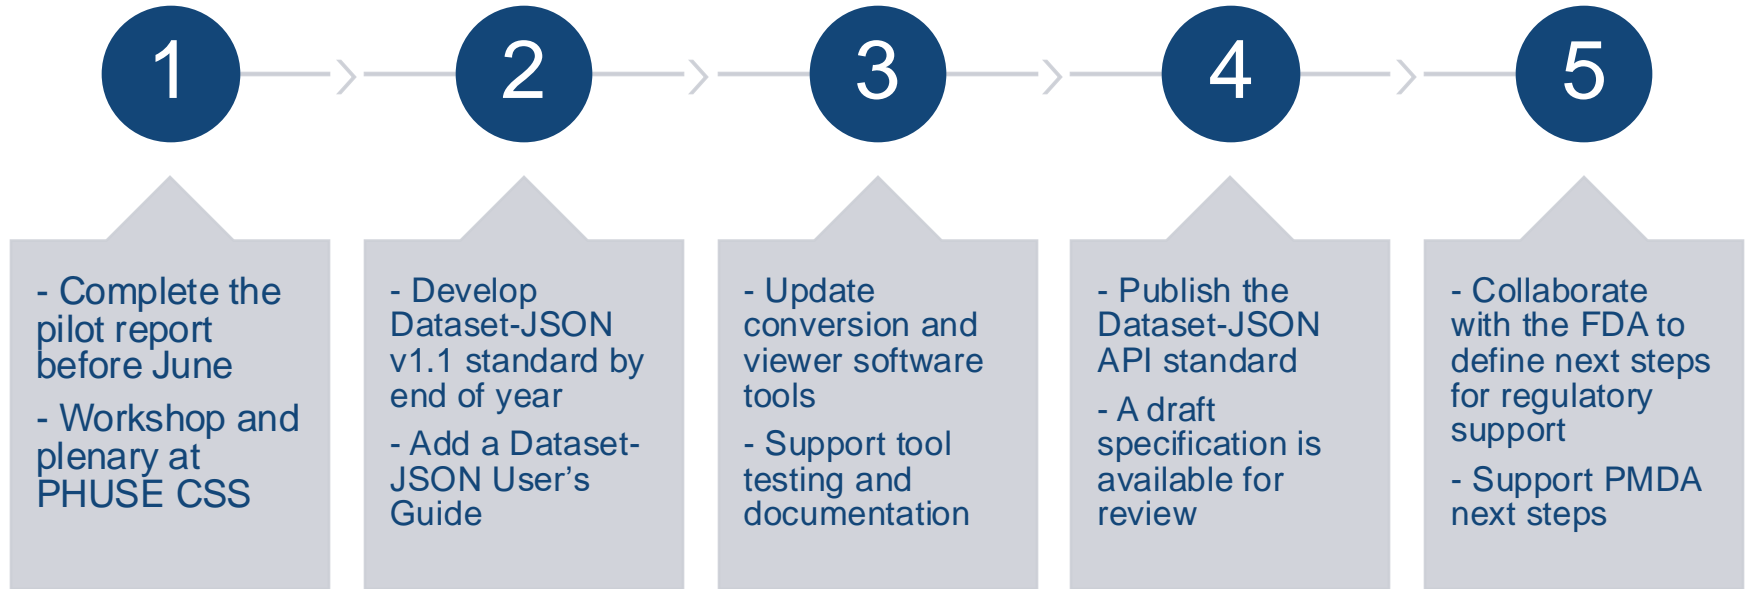 1
2
3
4
5
- Complete the
pilot report
before June
- Workshop and
plenary at
PHUSE CSS
- Develop
Dataset-JSON
v1.1 standard by
end of year
- Add a Dataset-
JSON User’s
Guide
- Update
conversion and
viewer software
tools
- Support tool
testing and
documentation
- Publish the
Dataset-JSON
API standard
- A draft
specification is
available for
review
- Collaborate
with the FDA to
define next steps
for regulatory
support
- Support PMDA
next steps